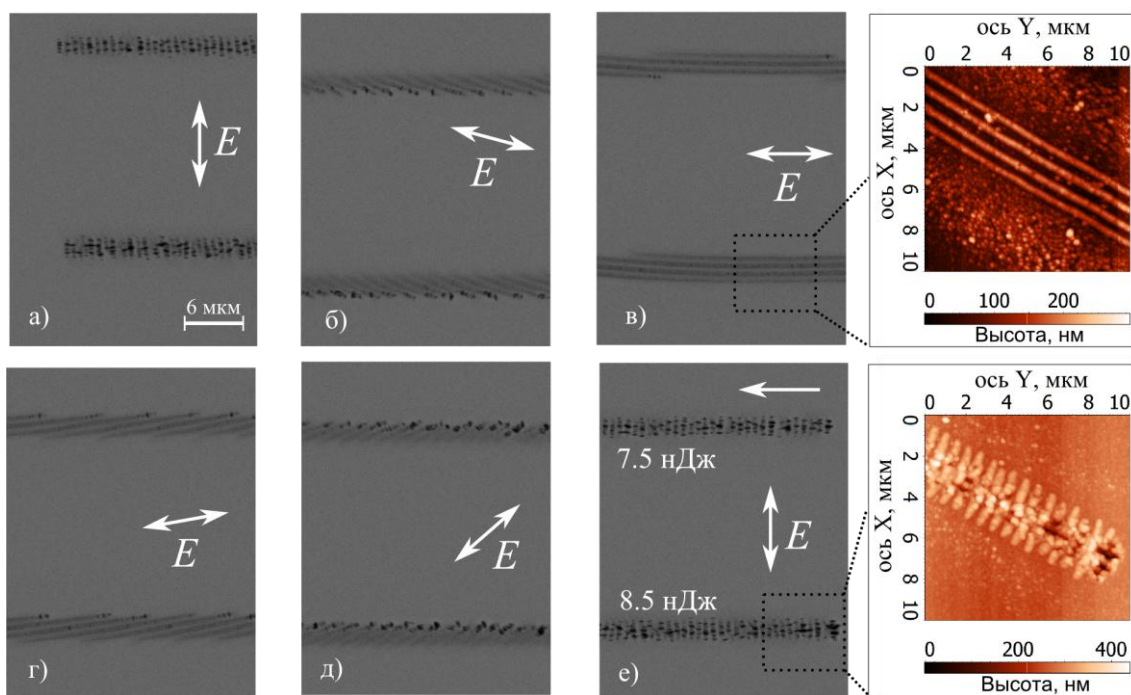 E
6 мкм
а)
E
б)
E
в)
ось Y, мкм
0 2 4 6 8 10
ось X, мкм
0 2 4 6 8 10
0 100 200
Высота, нм
E
г)
E
д)
7.5 нДж
E
8.5 нДж
е)
ось Y, мкм
0 2 4 6 8 10
ось X, мкм
0 2 4 6 8 10
0 200 400
Высота, нм